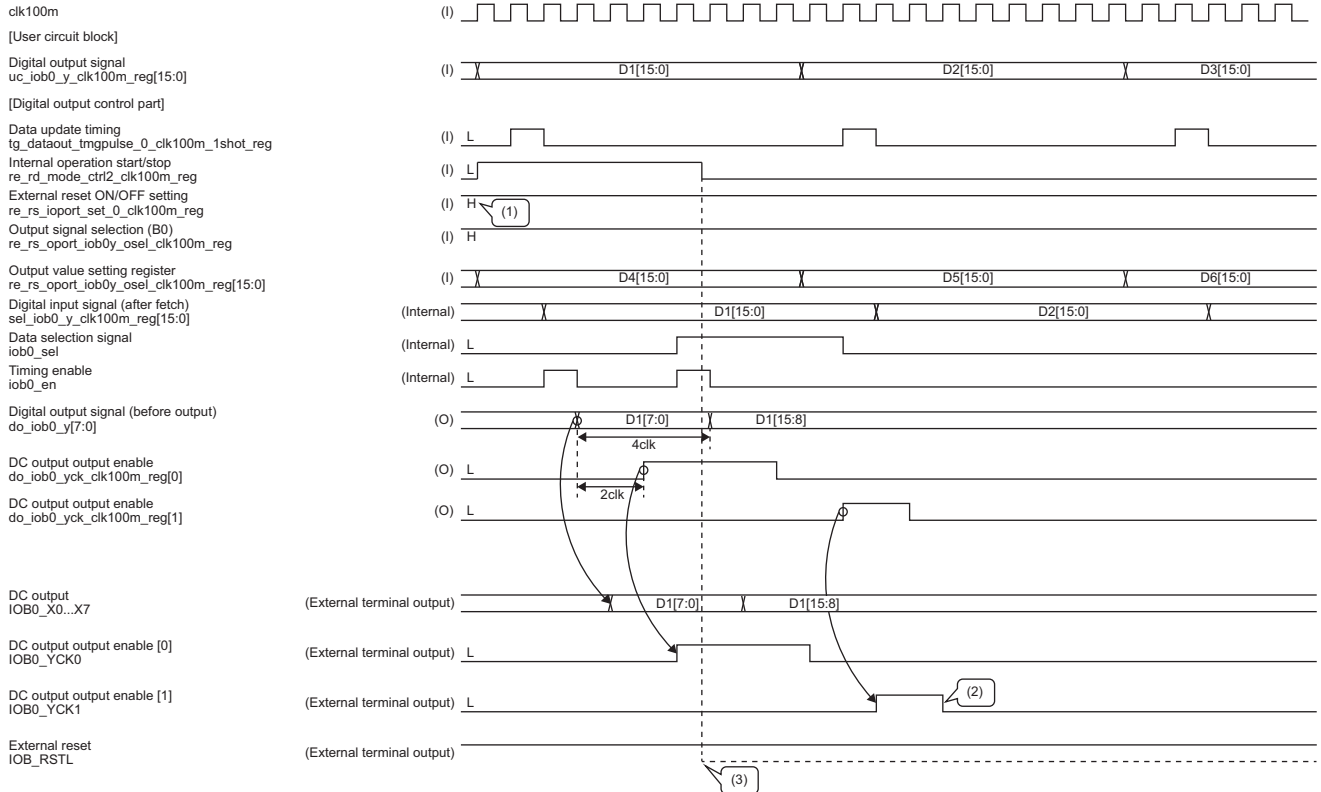 clk100m (I)
[User circuit block]
Digital output signal
uc_iob0_y_clk100m_reg[15:0] (I) D1[15:0] D2[15:0] D3[15:0]
[Digital output control part]
Data update timing
tg_dataout_tmgpulse_0_clk100m_1shot_reg (I) L
Internal operation start/stop
re_rd_mode_ctrl2_clk100m_reg (I) L
External reset ON/OFF setting
re_rs_ioport_set_0_clk100m_reg (I) H (1)
Output signal selection (B0)
re_rs_oport_iob0y_osel_clk100m_reg (I) H
Output value setting register
re_rs_oport_iob0y_osel_clk100m_reg[15:0] (I) D4[15:0] D5[15:0] D6[15:0]
Digital input signal (after fetch)
sel_iob0_y_clk100m_reg[15:0] (Internal) D1[15:0] D2[15:0]
Data selection signal
iob0_sel (Internal) L
Timing enable
iob0_en (Internal) L
Digital output signal (before output)
do_iob0_y[7:0] (O) D1[7:0] D1[15:8]
4clk
DC output output enable
do_iob0_yck_clk100m_reg[0] (O) L
2clk
DC output output enable
do_iob0_yck_clk100m_reg[1] (O) L
DC output
IOB0_X0...X7 (External terminal output) D1[7:0] D1[15:8]
DC output output enable [0]
IOB0_YCK0 (External terminal output) L
DC output output enable [1]
IOB0_YCK1 (External terminal output) L (2)
External reset
IOB_RSTL (External terminal output)
(3)